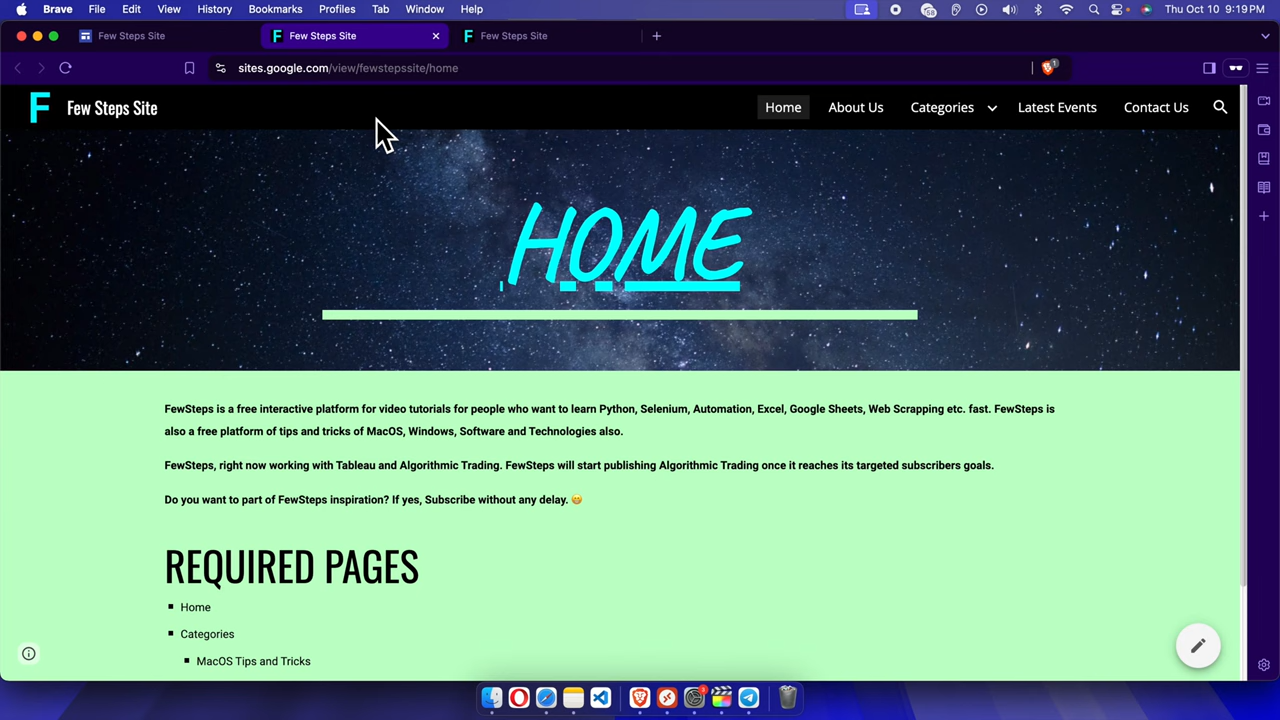 Brave File Edit View History Bookmarks Profiles Tab Window Help
58
Thu Oct 10 9:19 PM
Few Steps Site
Few Steps Site
Few Steps Site
sites.google.com/view/fewstepssite/home
1
F Few Steps Site
Home About Us Categories Latest Events Contact Us
HOME
FewSteps is a free interactive platform for video tutorials for people who want to learn Python, Selenium, Automation, Excel, Google Sheets, Web Scrapping etc. fast. FewSteps is
also a free platform of tips and tricks of MacOS, Windows, Software and Technologies also.
FewSteps, right now working with Tableau and Algorithmic Trading. FewSteps will start publishing Algorithmic Trading once it reaches its targeted subscribers goals.
Do you want to part of FewSteps inspiration? If yes, Subscribe without any delay. 😁
REQUIRED PAGES
Home
Categories
MacOS Tips and Tricks